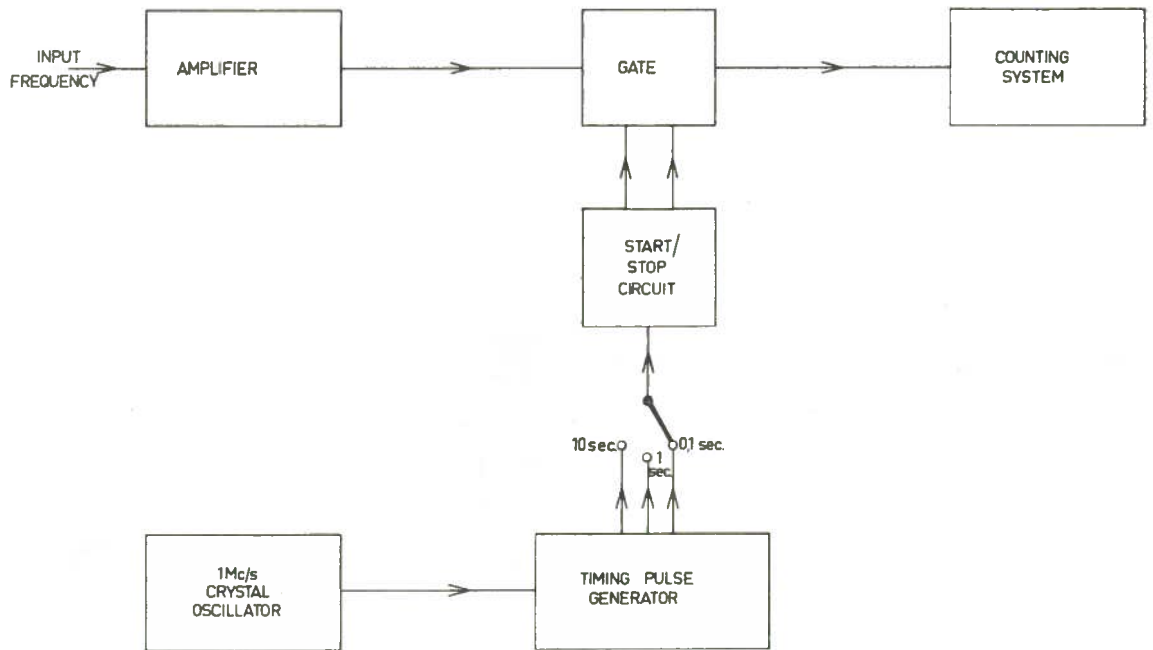 INPUT
FREQUENCY
AMPLIFIER
GATE
COUNTING
SYSTEM
START/
STOP
CIRCUIT
10 sec.
1
sec.
0,1 sec.
1Mc/s
CRYSTAL
OSCILLATOR
TIMING PULSE
GENERATOR